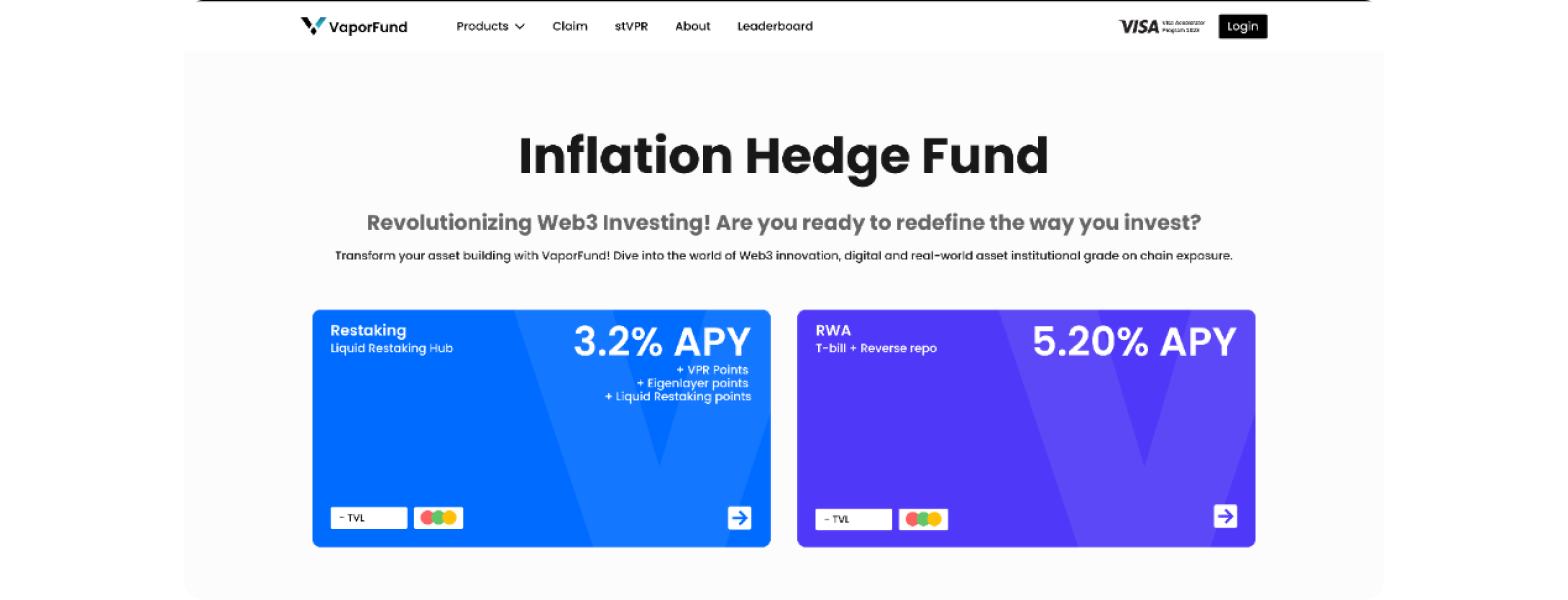 VaporFund
Products
Claim
stVPR
About
Leaderboard
VISA
Visa Accelerator
Program
Login
Inflation Hedge Fund
Revolutionizing Web3 Investing! Are you ready to redefine the way you invest?
Transform your asset building with VaporFund! Dive into the world of Web3 innovation, digital and real-world asset institutional grade on chain exposure.
Restaking
Liquid Restaking Hub
3.2% APY
+ VPR Points
+ Eigenlayer points
+ Liquid Restaking points
- TVL
RWA
T-bill + Reverse repo
5.20% APY
- TVL